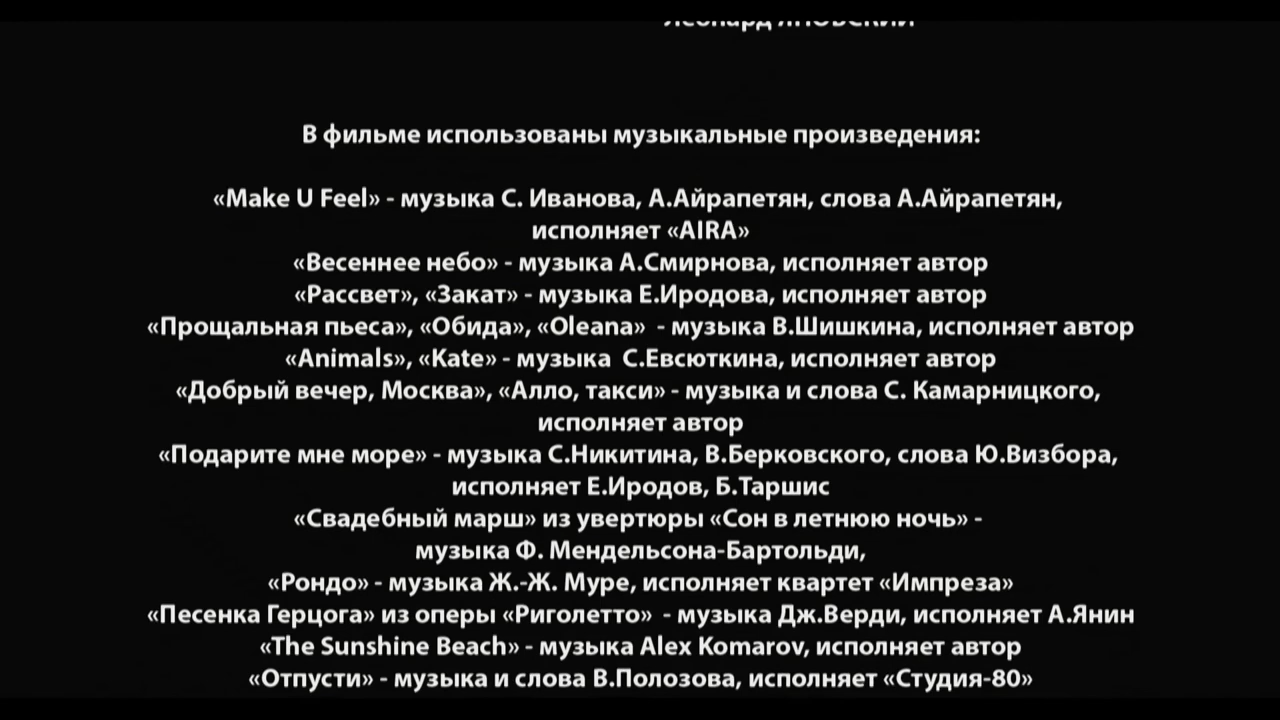 Леонард ЯНОВСКИЙ
В фильме использованы музыкальные произведения:
«Make U Feel» - музыка С. Иванова, А.Айрапетян, слова А.Айрапетян,
исполняет «AIRA»
«Весеннее небо» - музыка А.Смирнова, исполняет автор
«Рассвет», «Закат» - музыка Е.Иродова, исполняет автор
«Прощальная пьеса», «Обида», «Oleana»  - музыка В.Шишкина, исполняет автор
«Animals», «Kate» - музыка  С.Евсюткина, исполняет автор
«Добрый вечер, Москва», «Алло, такси» - музыка и слова С. Камарницкого,
исполняет автор
«Подарите мне море» - музыка С.Никитина, В.Берковского, слова Ю.Визбора,
исполняет Е.Иродов, Б.Таршис
«Свадебный марш» из увертюры «Сон в летнюю ночь» -
музыка Ф. Мендельсона-Бартольди,
«Рондо» - музыка Ж.-Ж. Муре, исполняет квартет «Импреза»
«Песенка Герцога» из оперы «Риголетто»  - музыка Дж.Верди, исполняет А.Янин
«The Sunshine Beach» - музыка Alex Komarov, исполняет автор
«Отпусти» - музыка и слова В.Полозова, исполняет «Студия-80»